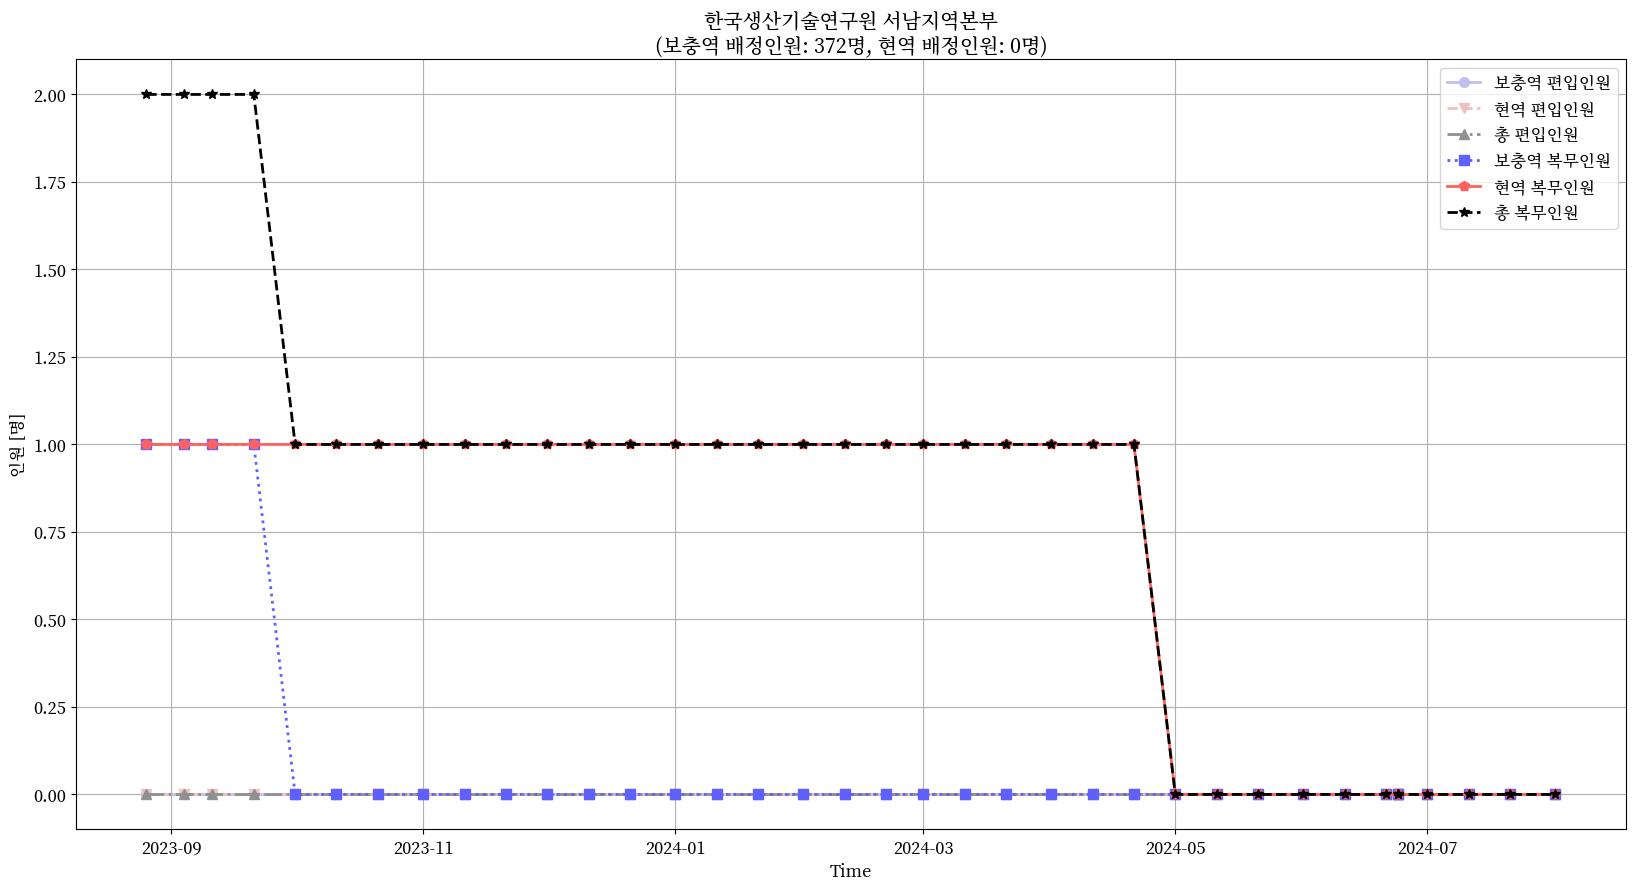 한국생산기술연구원 서남지역본부
(보충역 배정인원: 372명, 현역 배정인원: 0명)
보충역 편입인원
현역 편입인원
총 편입인원
보충역 복무인원
현역 복무인원
총 복무인원
인원 [명]
2.00
1.75
1.50
1.25
1.00
0.75
0.50
0.25
0.00
2023-09
2023-11
2024-01
2024-03
2024-05
2024-07
Time